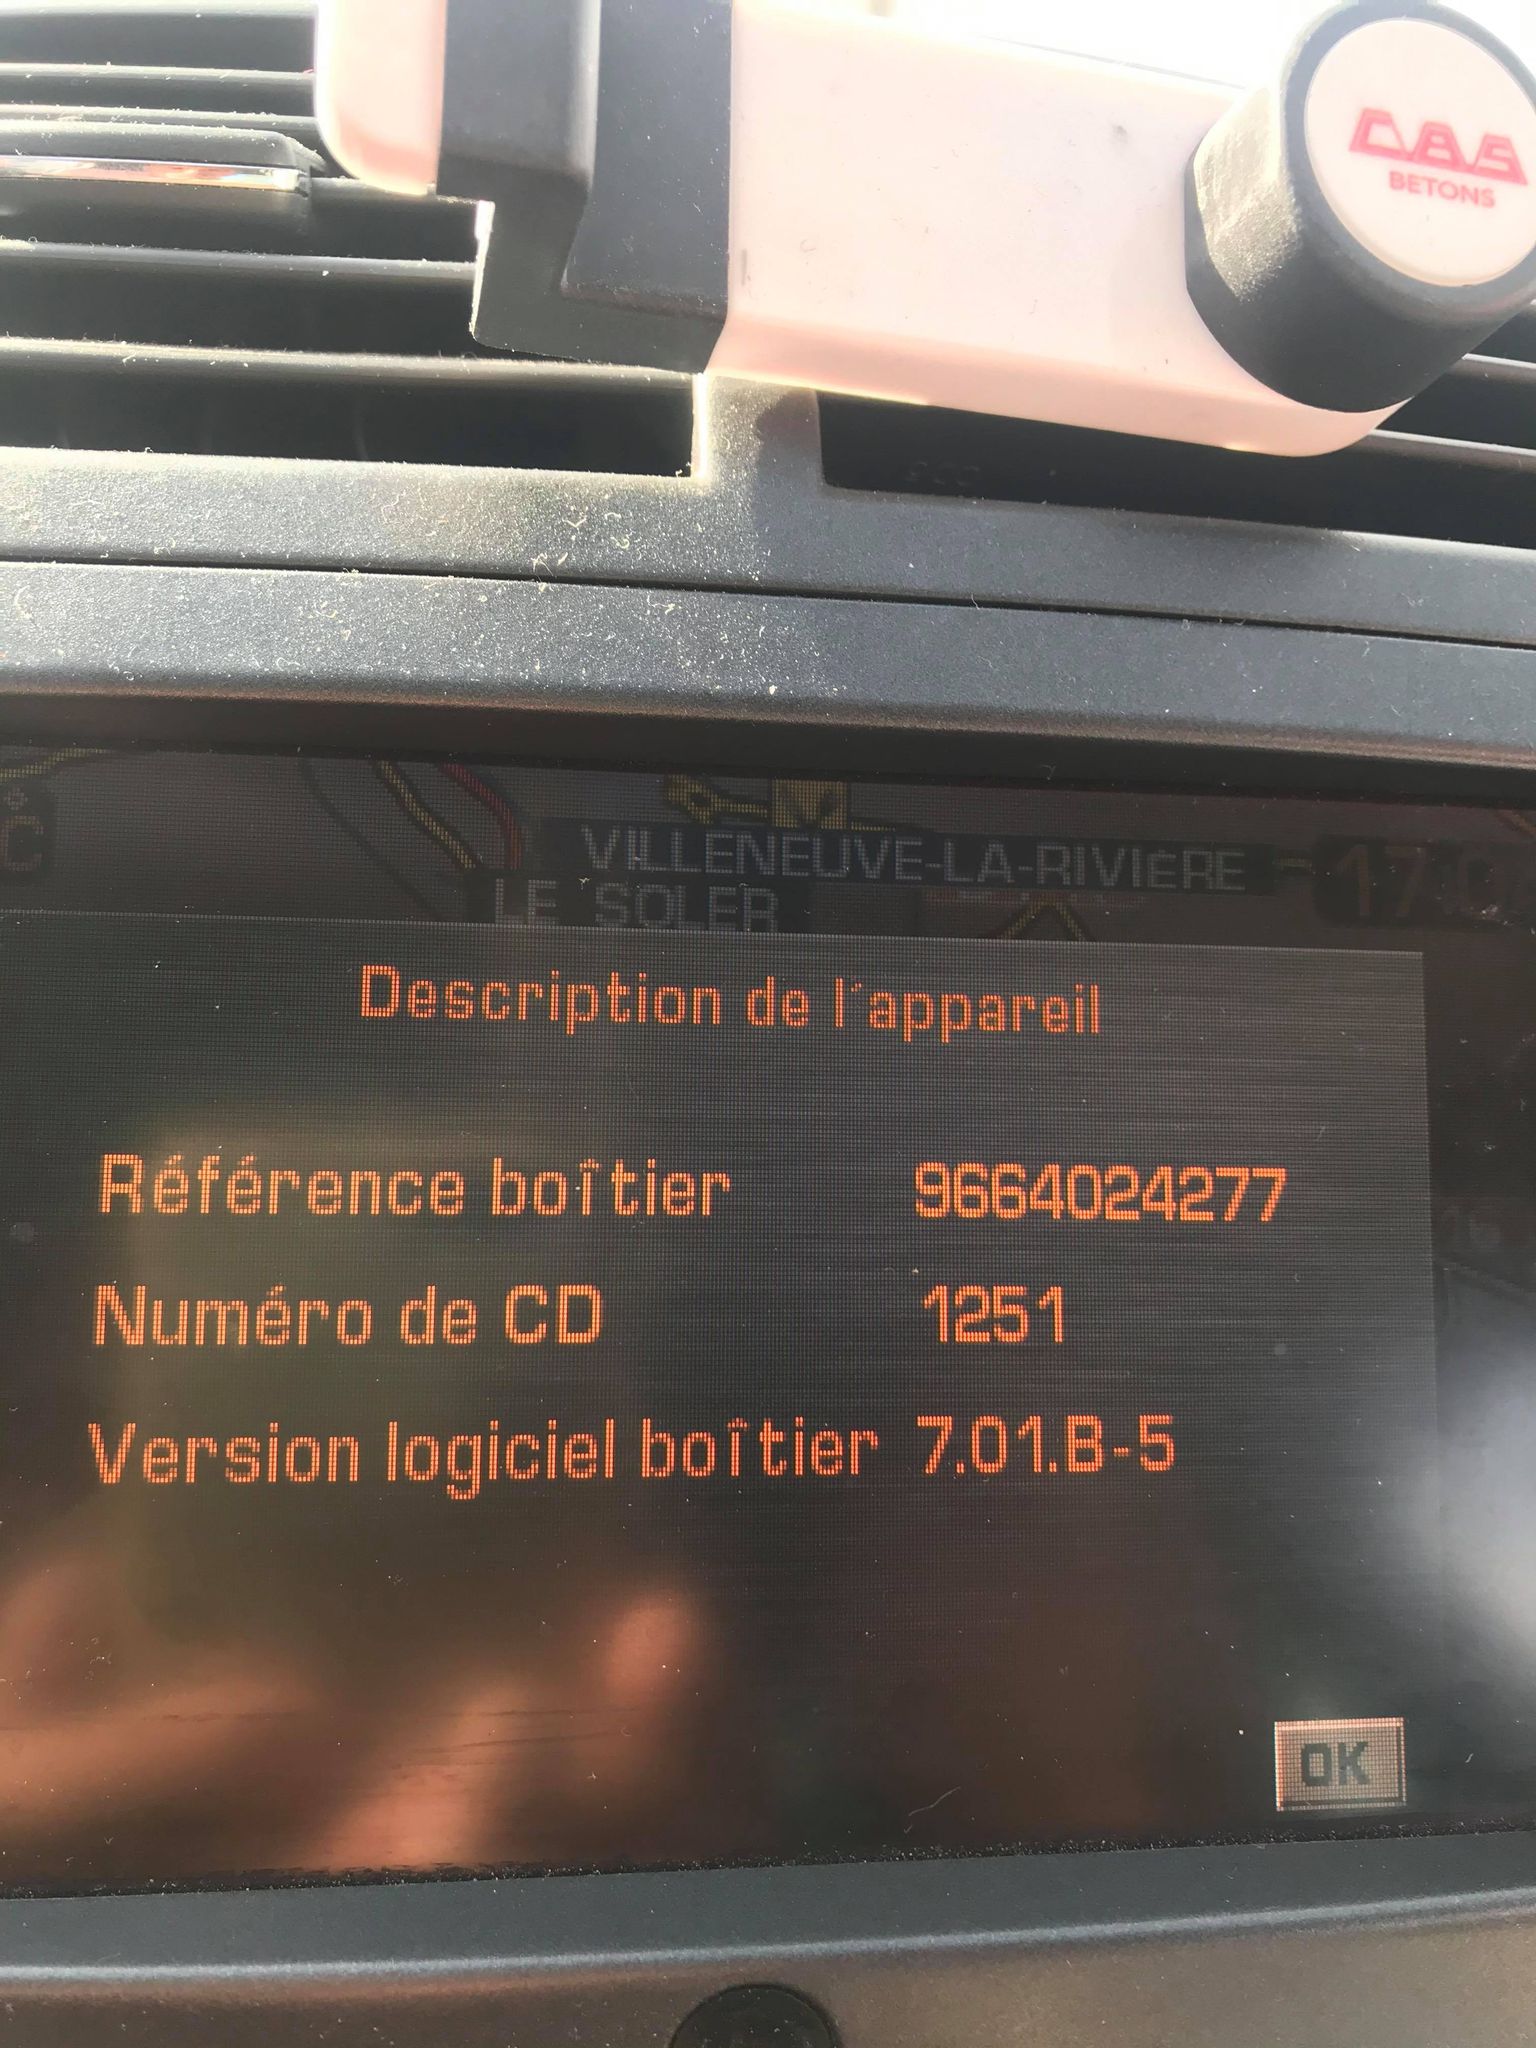 CBS
BETONS
C
VILLENEUVE-LA-RIVIÈRE
LE SOLER
Description de l'appareil
Référence boîtier 9664024277
Numéro de CD 1251
Version logiciel boîtier 7.01.B-5
OK